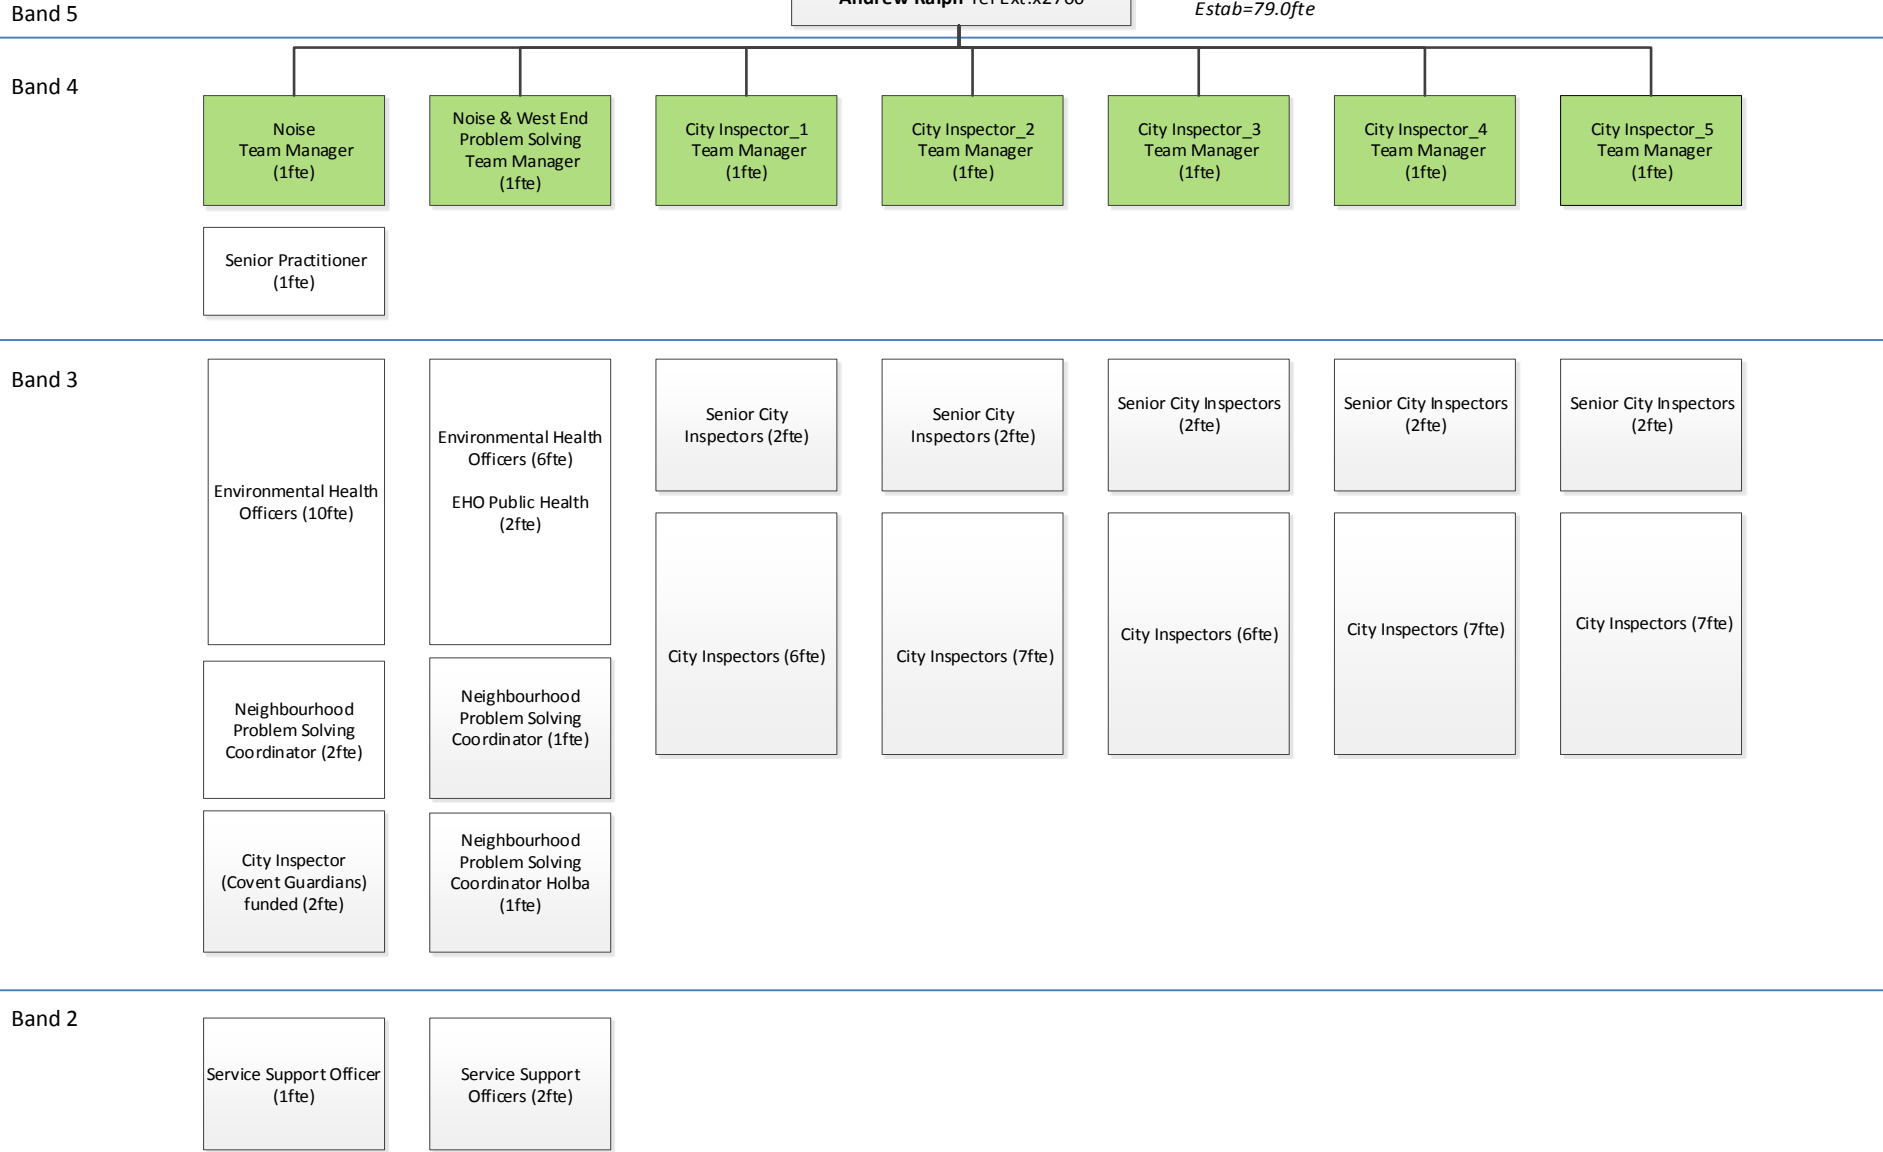 Band 5
Andrew Ralph Tel Ext:x2766
Estab=79.0fte
Band 4
Noise
Team Manager
(1fte)
Noise & West End
Problem Solving
Team Manager
(1fte)
City Inspector_1
Team Manager
(1fte)
City Inspector_2
Team Manager
(1fte)
City Inspector_3
Team Manager
(1fte)
City Inspector_4
Team Manager
(1fte)
City Inspector_5
Team Manager
(1fte)
Senior Practitioner
(1fte)
Band 3
Environmental Health
Officers (10fte)
Environmental Health
Officers (6fte)
EHO Public Health
(2fte)
Senior City
Inspectors (2fte)
Senior City
Inspectors (2fte)
Senior City Inspectors
(2fte)
Senior City Inspectors
(2fte)
Senior City Inspectors
(2fte)
City Inspectors (6fte)
City Inspectors (7fte)
City Inspectors (6fte)
City Inspectors (7fte)
City Inspectors (7fte)
Neighbourhood
Problem Solving
Coordinator (2fte)
Neighbourhood
Problem Solving
Coordinator (1fte)
City Inspector
(Covent Guardians)
funded (2fte)
Neighbourhood
Problem Solving
Coordinator Holba
(1fte)
Band 2
Service Support Officer
(1fte)
Service Support
Officers (2fte)